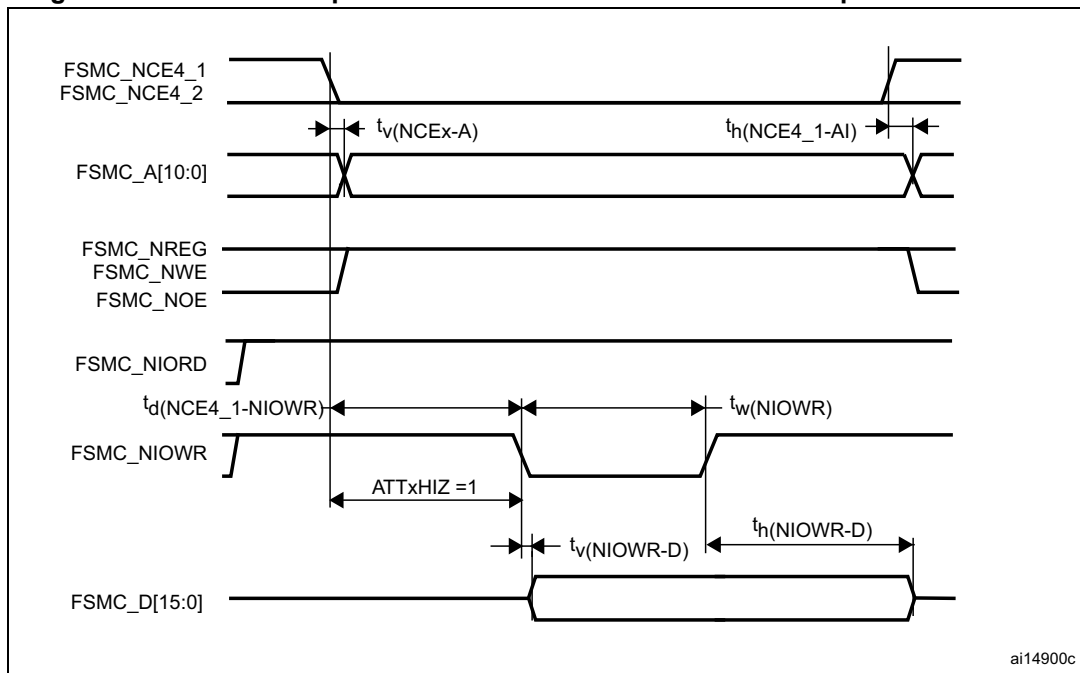 FSMC_NCE4_1
FSMC_NCE4_2
tv(NCEx-A)
th(NCE4_1-AI)
FSMC_A[10:0]
FSMC_NREG
FSMC_NWE
FSMC_NOE
FSMC_NIORD
td(NCE4_1-NIOWR)
tw(NIOWR)
FSMC_NIOWR
ATTxHIZ =1
th(NIOWR-D)
tv(NIOWR-D)
FSMC_D[15:0]
ai14900c